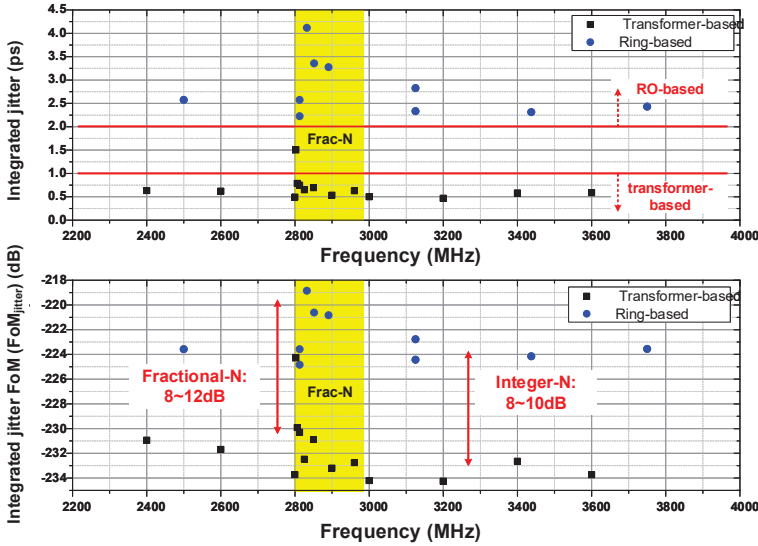 Integrated jitter (ps)
5.0
4.5
4.0
3.5
3.0
2.5
2.0
1.5
1.0
0.5
0.0
Transformer-based
Ring-based
RO-based
Frac-N
transformer-
based
2200
2400
2600
2800
3000
3200
3400
3600
3800
4000
Frequency (MHz)
Integrated jitter FoM (FoMjitter) (dB)
-218
-220
-222
-224
-226
-228
-230
-232
-234
Transformer-based
Ring-based
Fractional-N:
8~12dB
Frac-N
Integer-N:
8~10dB
2200
2400
2600
2800
3000
3200
3400
3600
3800
4000
Frequency (MHz)